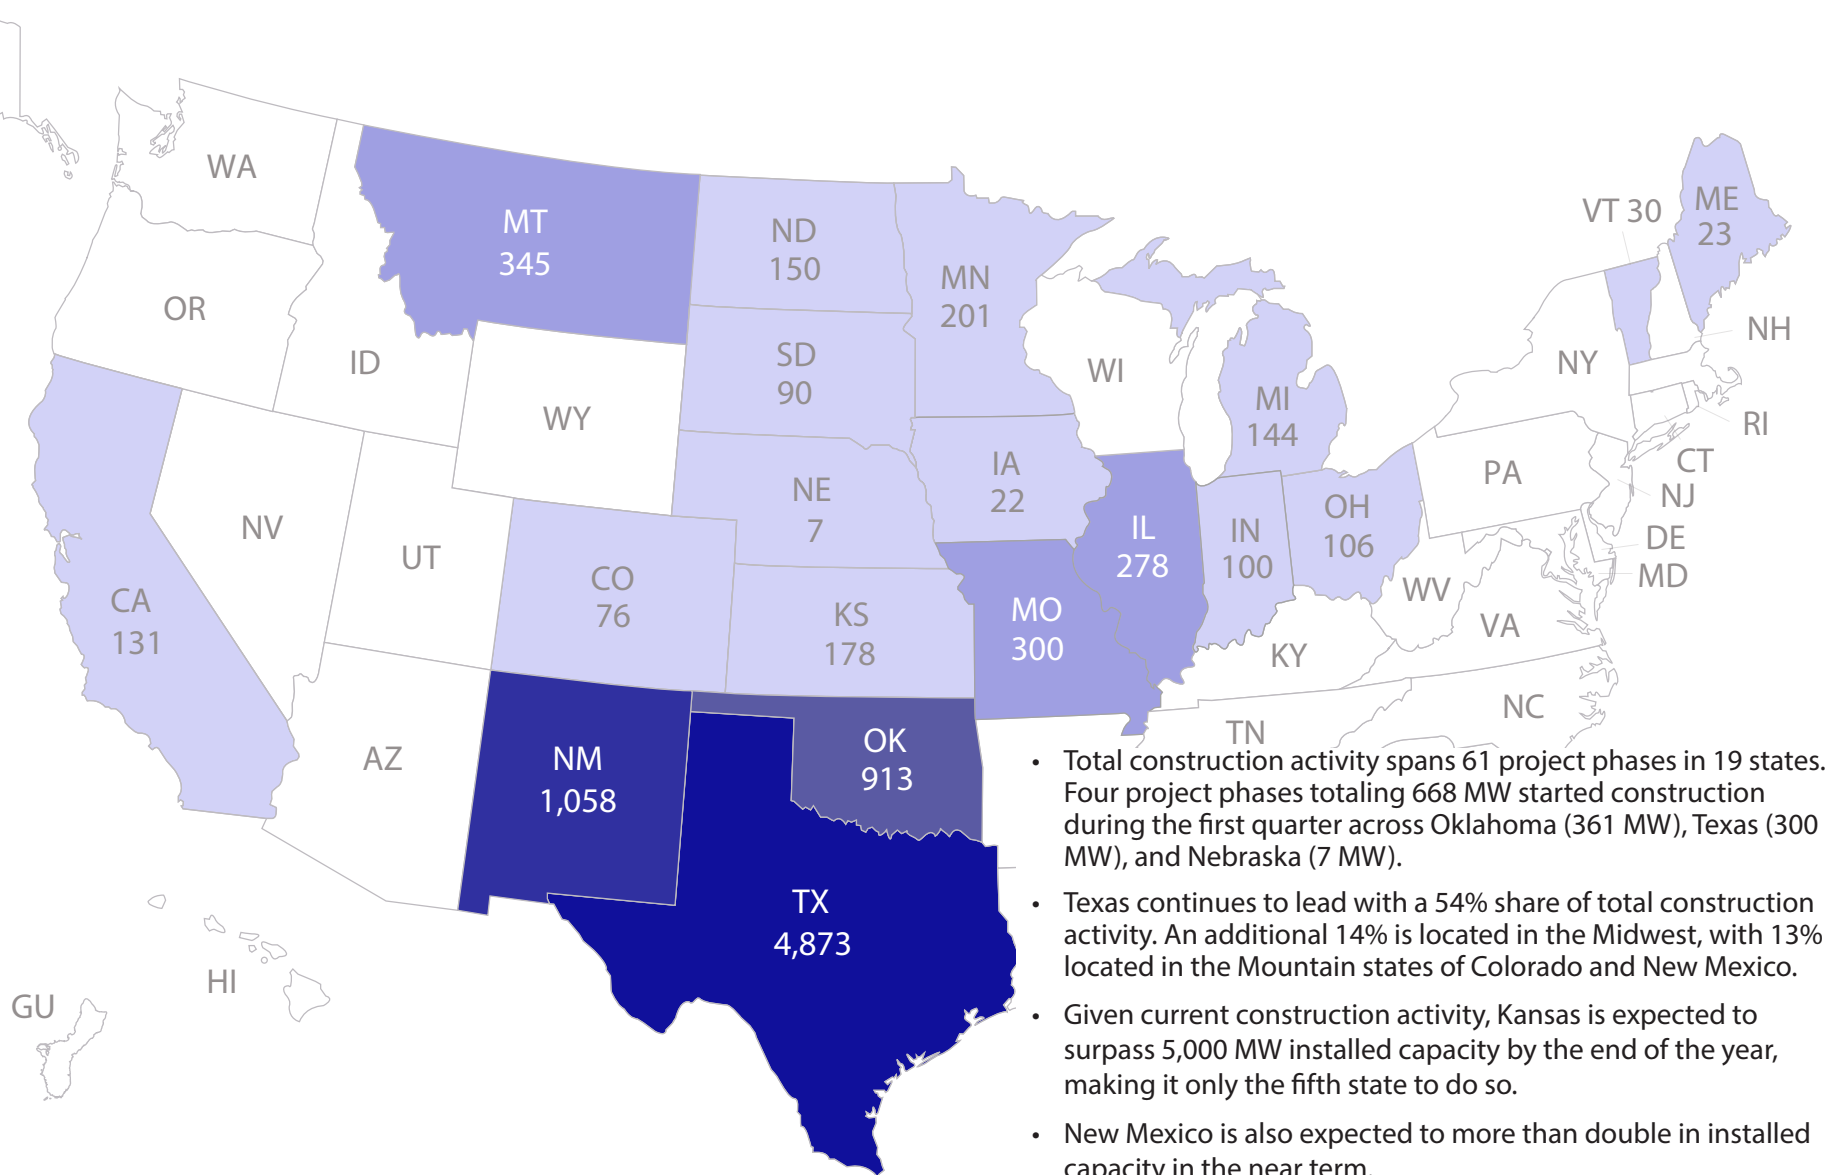 WA
MT
345
ND
150
MN
201
VT 30
ME
23
OR
ID
SD
90
WI
MI
144
NY
NH
WY
RI
NE
7
IA
22
PA
CT
NJ
NV
UT
IL
278
IN
100
OH
106
DE
MD
CO
76
WV
CA
131
KS
178
MO
300
VA
KY
NC
TN
AZ
NM
1,058
OK
913
TX
4,873
HI
GU
• Total construction activity spans 61 project phases in 19 states.
Four project phases totaling 668 MW started construction
during the first quarter across Oklahoma (361 MW), Texas (300
MW), and Nebraska (7 MW).
• Texas continues to lead with a 54% share of total construction
activity. An additional 14% is located in the Midwest, with 13%
located in the Mountain states of Colorado and New Mexico.
• Given current construction activity, Kansas is expected to
surpass 5,000 MW installed capacity by the end of the year,
making it only the fifth state to do so.
• New Mexico is also expected to more than double in installed
capacity in the near term.